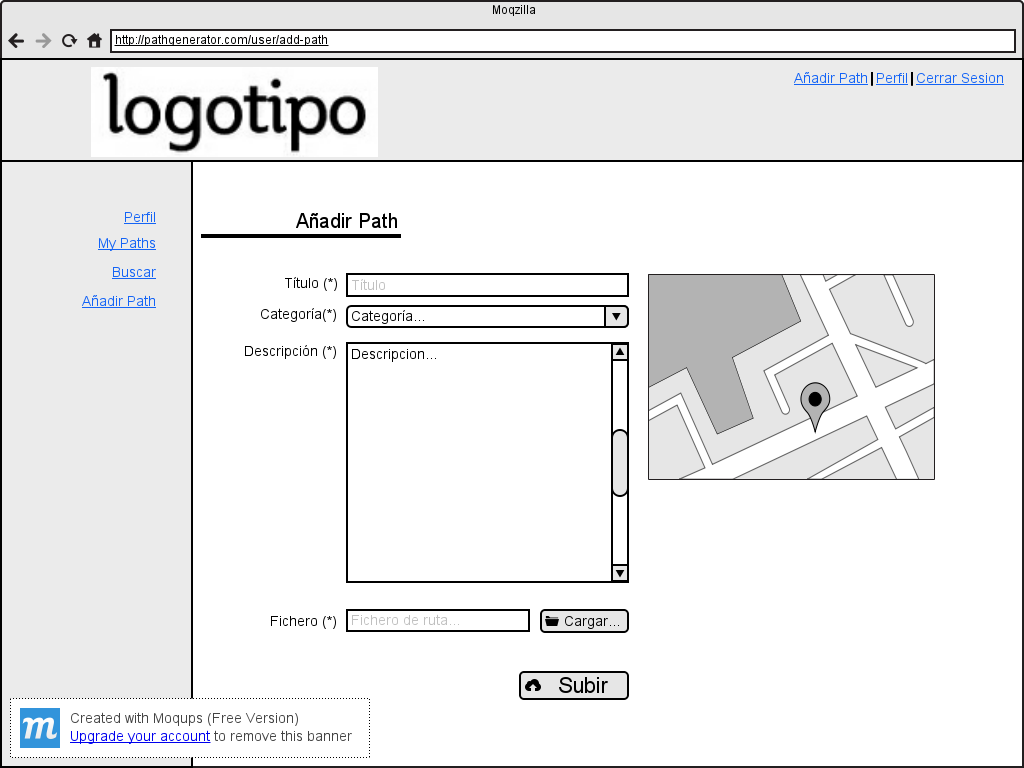 Moqzilla
http://pathgenerator.com/user/add-path
logotipo
Añadir Path Perfil Cerrar Sesion
Perfil
My Paths
Buscar
Añadir Path
Añadir Path
Título (*) Título
Categoría(*) Categoría...
Descripción (*) Descripcion...
Fichero (*) Fichero de ruta... Cargar...
Subir
m
Created with Moqups (Free Version)
Upgrade your account to remove this banner